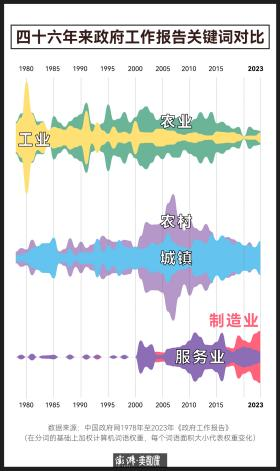 四十六年来政府工作报告关键词对比
1980 1985 1990 1995 2000 2005 2010 2015 2023
农业
工业
农村
城镇
制造业
服务业
1980 1985 1990 1995 2000 2005 2010 2015 2023
数据来源：中国政府网1978年至2023年《政府工作报告》
（在分词的基础上加权计算机词语权重，每个词语面积大小代表权重变化）
澎湃·美数课